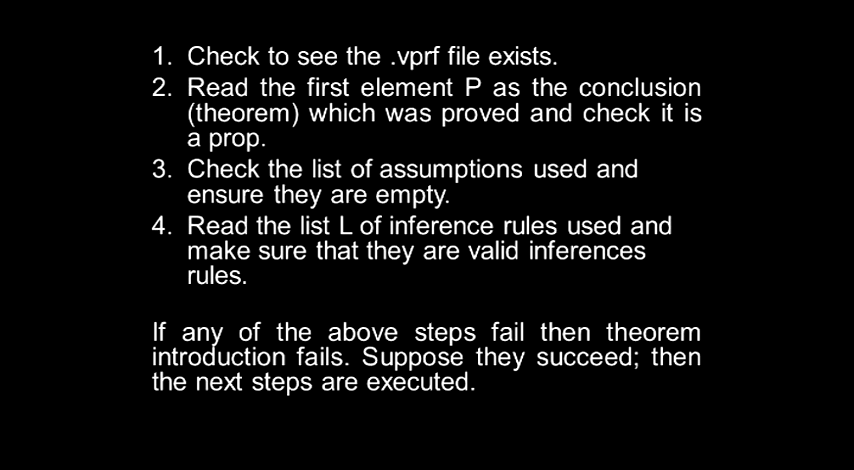 1. Check to see the .vprf file exists.
2. Read the first element P as the conclusion
(theorem) which was proved and check it is
a prop.
3. Check the list of assumptions used and
ensure they are empty.
4. Read the list L of inference rules used and
make sure that they are valid inferences
rules.
If any of the above steps fail then theorem
introduction fails. Suppose they succeed; then
the next steps are executed.